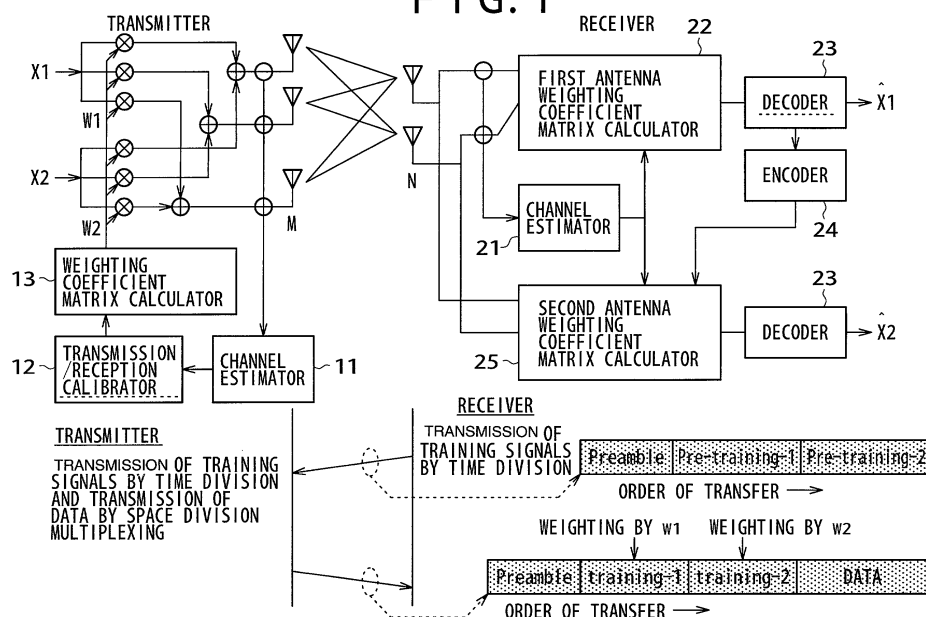 FIG. 1
TRANSMITTER
RECEIVER
22
23
X1
W1
X2
W2
M
N
FIRST ANTENNA
WEIGHTING
COEFFICIENT
MATRIX CALCULATOR
DECODER
X̂1
ENCODER
24
CHANNEL
ESTIMATOR
21
13
WEIGHTING
COEFFICIENT
MATRIX CALCULATOR
SECOND ANTENNA
WEIGHTING
COEFFICIENT
MATRIX CALCULATOR
25
23
DECODER
X̂2
12
TRANSMISSION
/RECEPTION
CALIBRATOR
CHANNEL
ESTIMATOR
11
TRANSMITTER
TRANSMISSION OF TRAINING
SIGNALS BY TIME DIVISION
AND TRANSMISSION OF
DATA BY SPACE DIVISION
MULTIPLEXING
RECEIVER
TRANSMISSION OF
TRAINING SIGNALS
BY TIME DIVISION
Preamble Pre-training-1 Pre-training-2
ORDER OF TRANSFER
WEIGHTING BY w1 WEIGHTING BY w2
Preamble training-1 training-2 DATA
ORDER OF TRANSFER